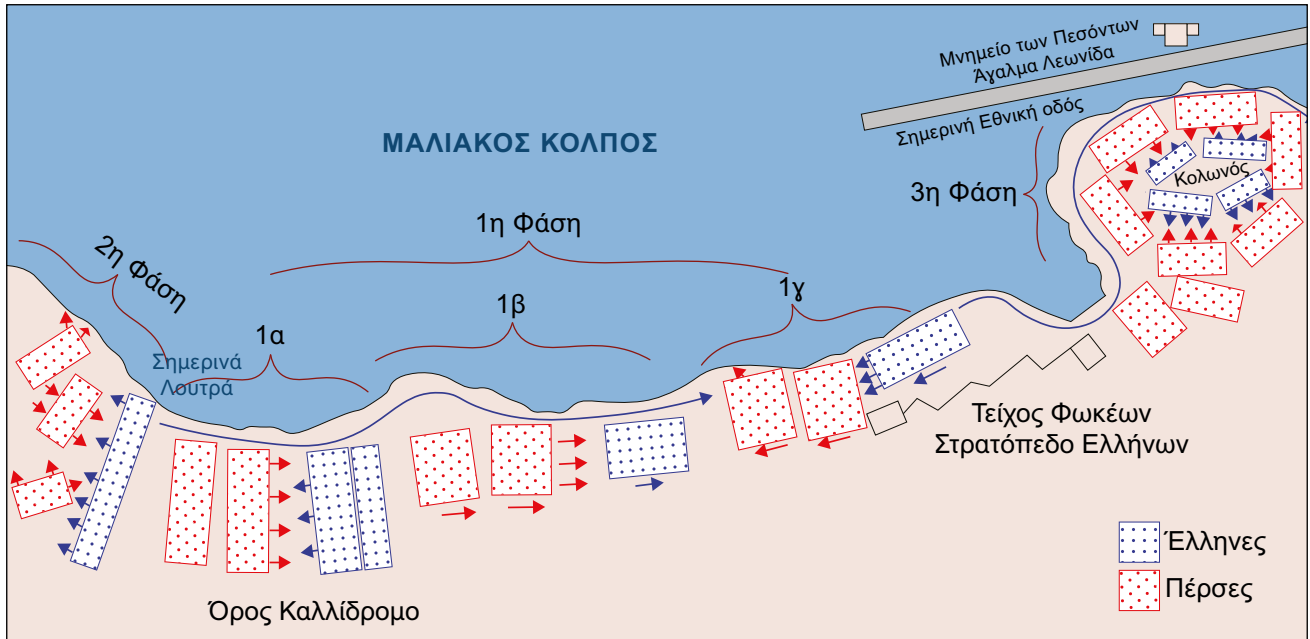 Μνημείο των Πεσόντων
Άγαλμα Λεωνίδα
Σημερινή Εθνική οδός
ΜΑΛΙΑΚΟΣ ΚΟΛΠΟΣ
Κολωνός
3η Φάση
1η Φάση
2η Φάση
1γ
1β
1α
Σημερινά
Λουτρά
Τείχος Φωκέων
Στρατόπεδο Ελλήνων
Έλληνες
Πέρσες
Όρος Καλλίδρομο